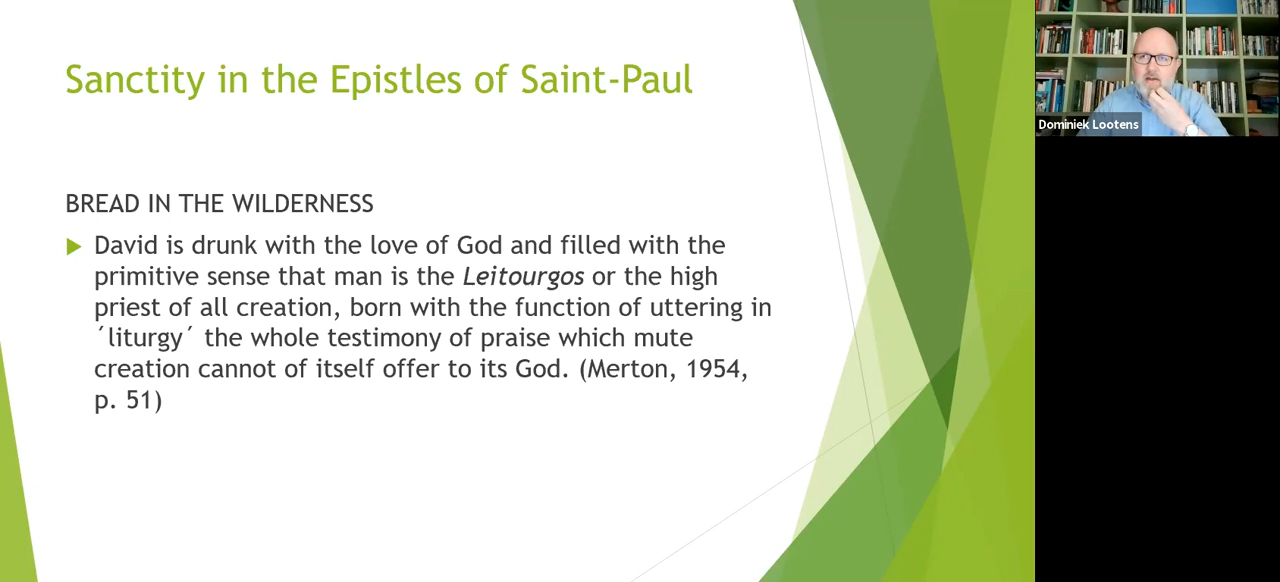 Sanctity in the Epistles of Saint-Paul
BREAD IN THE WILDERNESS
David is drunk with the love of God and filled with the
primitive sense that man is the Leitourgos or the high
priest of all creation, born with the function of uttering in
´liturgy´ the whole testimony of praise which mute
creation cannot of itself offer to its God. (Merton, 1954,
p. 51)
Dominiek Lootens